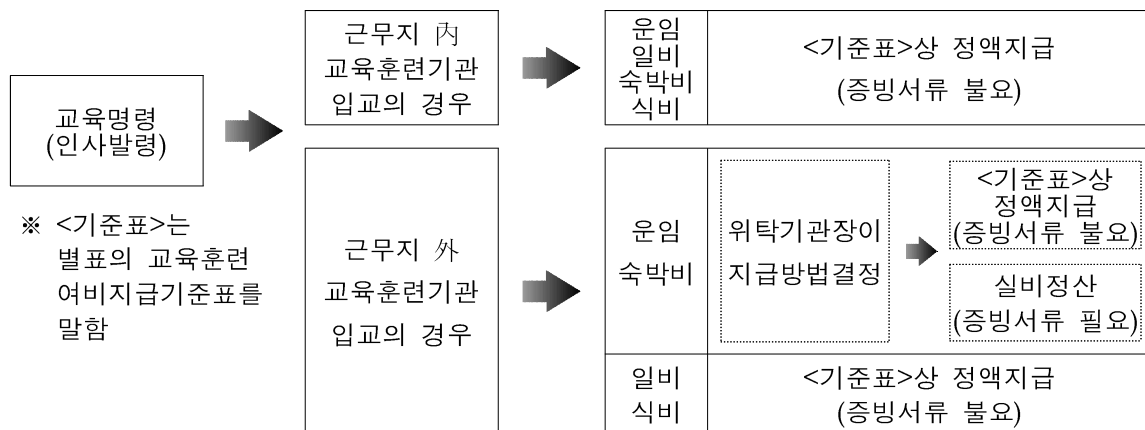 교육명령
(인사발령)
※ <기준표>는
별표의 교육훈련
여비지급기준표를
말함
근무지 內
교육훈련기관
입교의 경우
운임
일비
숙박비
식비
<기준표>상 정액지급
(증빙서류 불요)
근무지 外
교육훈련기관
입교의 경우
운임
숙박비
위탁기관장이
지급방법결정
<기준표>상
정액지급
(증빙서류 불요)
실비정산
(증빙서류 필요)
일비
식비
<기준표>상 정액지급
(증빙서류 불요)